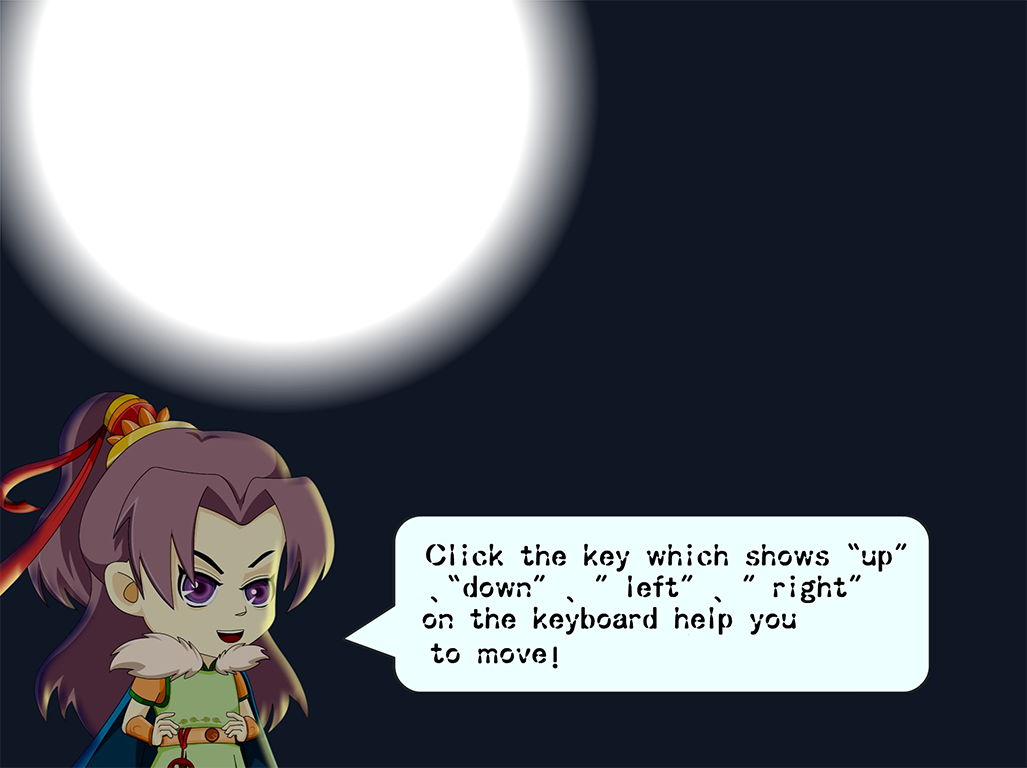 Click the key which shows “up”
、“down” 、 ” left” 、 ” right”
on the keyboard help you
to move!